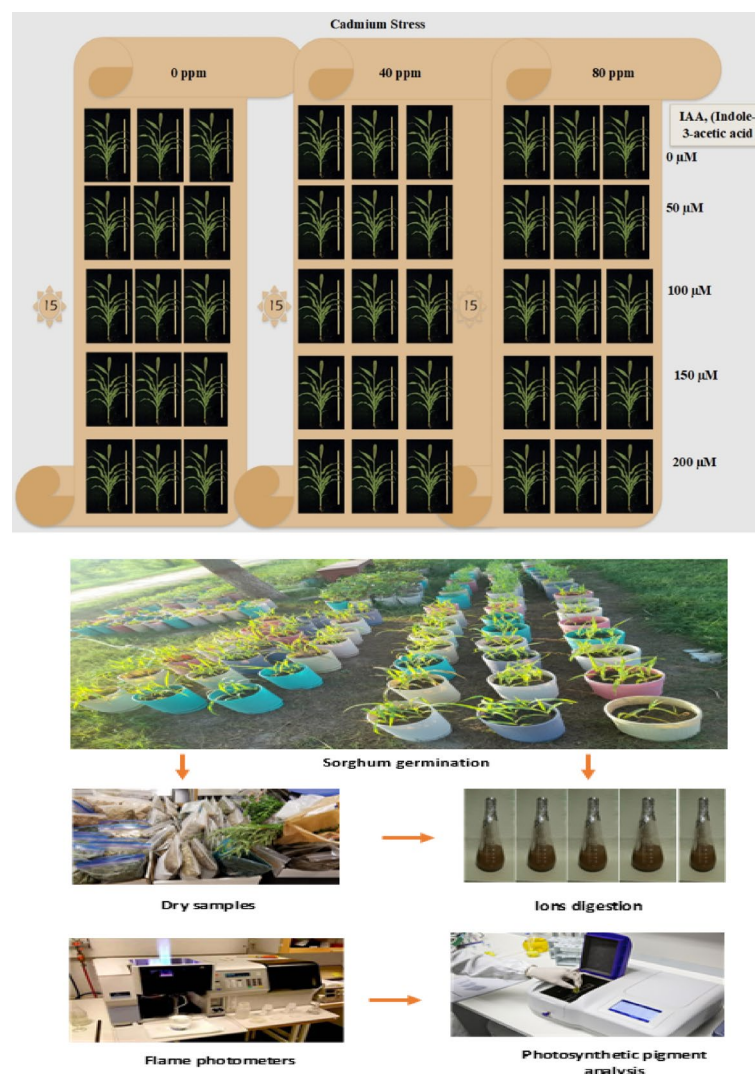 Cadmium Stress
0 ppm
40 ppm
80 ppm
IAA, (Indole-
3-acetic acid
0 µM
50 µM
15
15
15
100 µM
150 µM
200 µM
Sorghum germination
Dry samples
Ions digestion
Flame photometers
Photosynthetic pigment
analysis